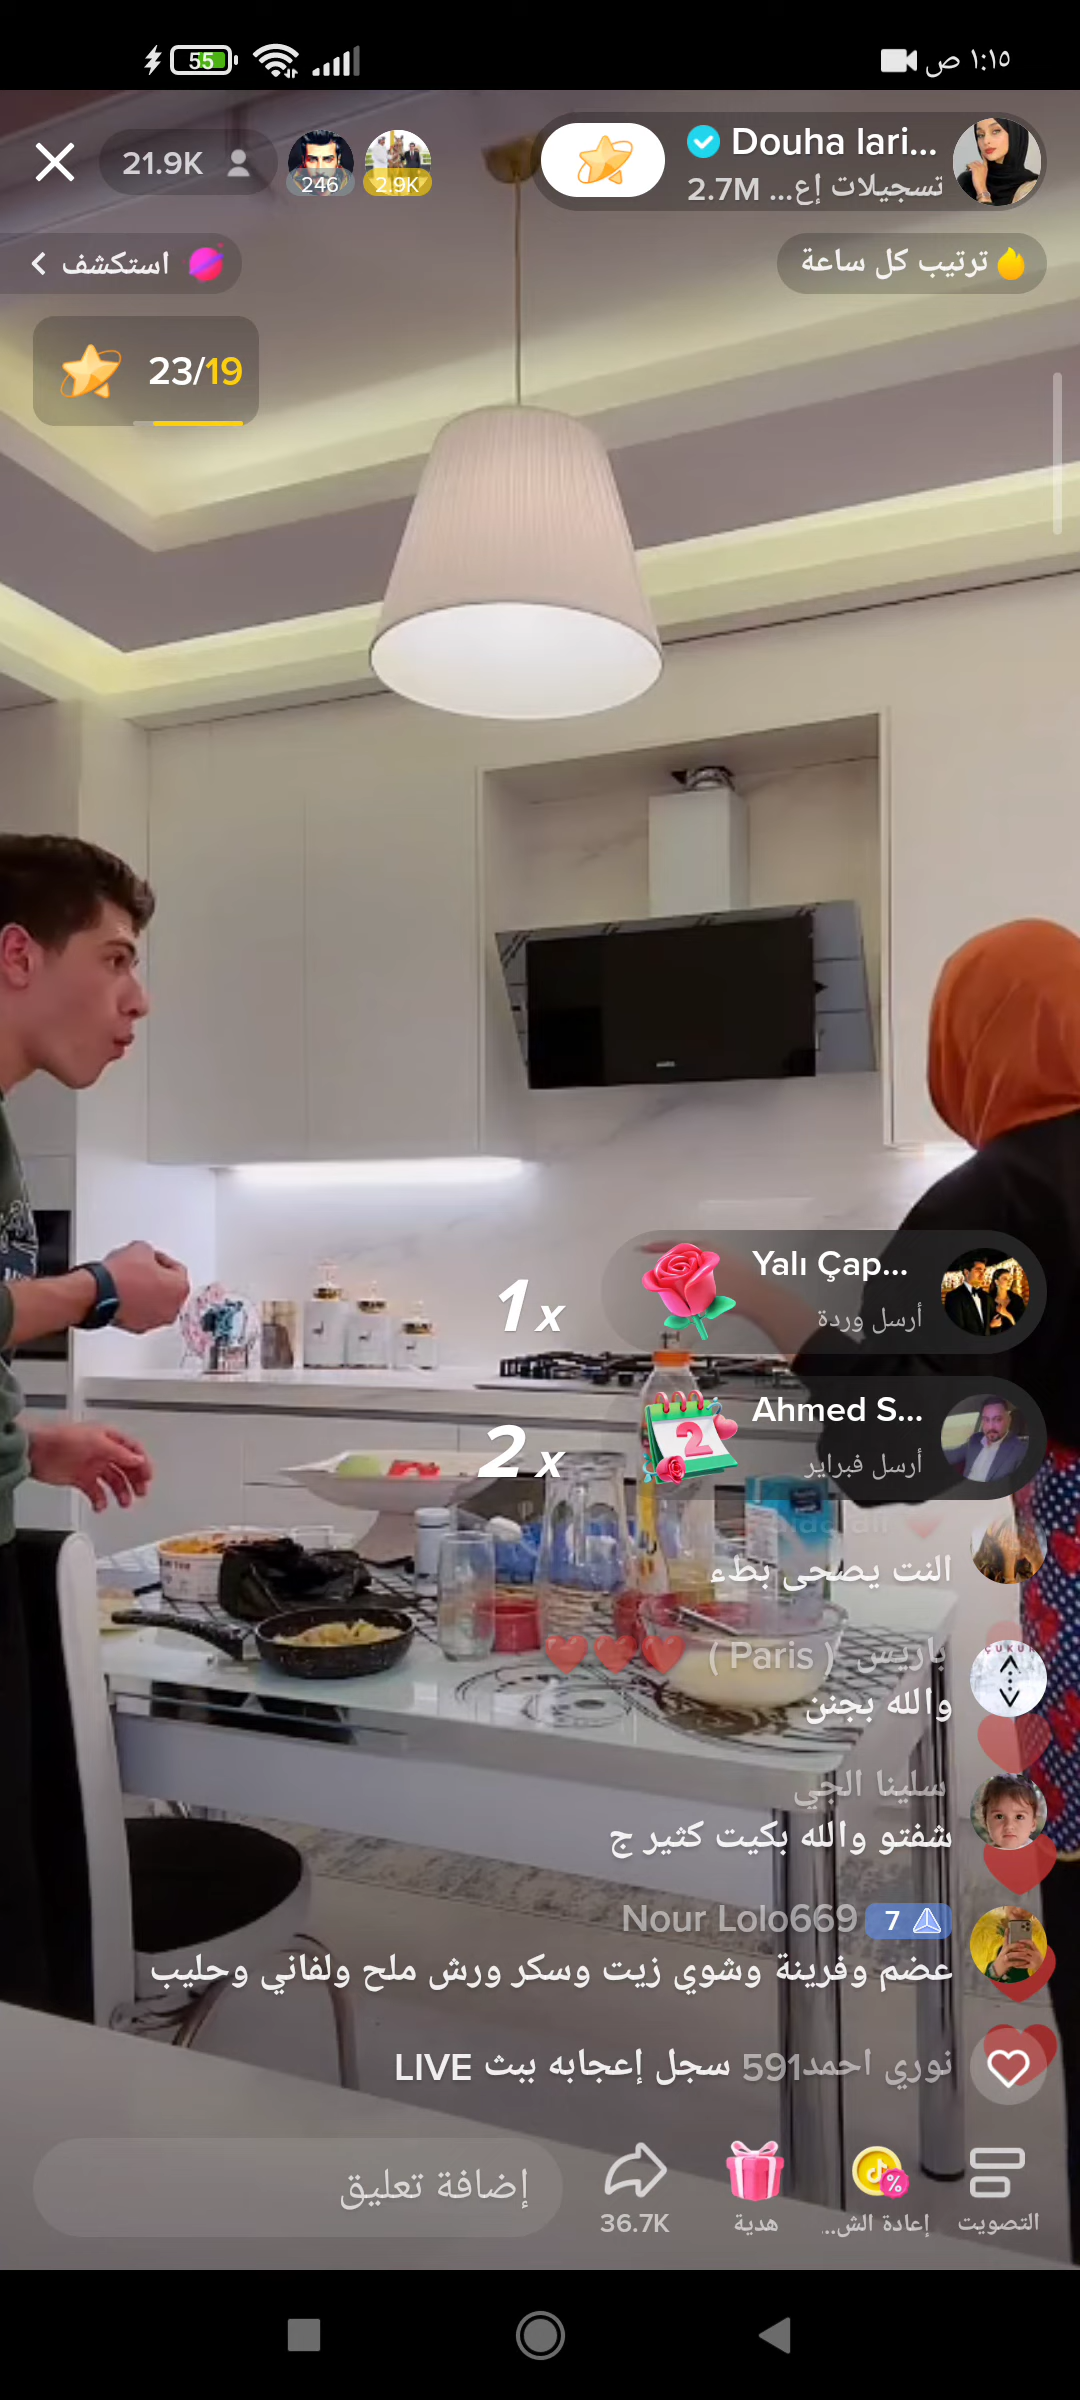 ١:١٥ ص
55
21.9K
246
2.9K
Douha lari...
تسجيلات إع... 2.7M
استكشف
ترتيب كل ساعة
23/19
Yalı Çap...
أرسل وردة
1x
Ahmed S...
أرسل فبراير
2
2x
النت يصحى بطء
باريس ( Paris )
ÇUKUR
والله بجنن
سلينا الجي
شفتو والله بكيت كثير ج
Nour Lolo669 7
عضم وفرينة وشوي زيت وسكر ورش ملح ولفاني وحليب
نوري احمد591 سجل إعجابه ببث LIVE
إضافة تعليق
36.7K
هدية
إعادة الش...
التصويت